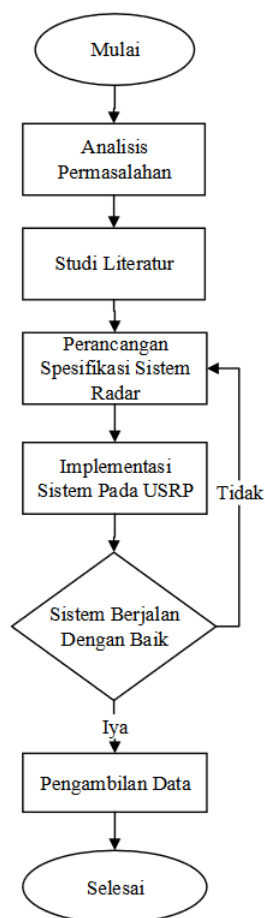 Mulai
Analisis
Permasalahan
Studi Literatur
Perancangan
Spesifikasi Sistem
Radar
Implementasi
Sistem Pada USRP
Tidak
Sistem Berjalan
Dengan Baik
Iya
Pengambilan Data
Selesai